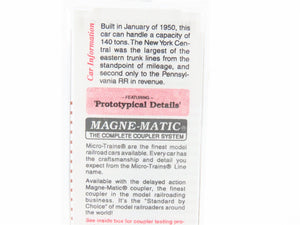 Car Information
Built in January of 1950, this
car can handle a capacity of
140 tons. The New York Cen-
tral was the largest of the
eastern trunk lines from the
standpoint of mileage, and
second only to the Pennsyl-
vania RR in revenue.
- FEATURING -
"Prototypical Details"
MAGNE-MATIC®
THE COMPLETE COUPLER SYSTEM
Micro-Trains® are the finest model
railroad cars available. Every car has
the craftsmanship and detail you
expect from the Micro-Trains® Line
name.
Available with the delayed action
Magne-Matic® coupler, the finest
coupler in the model railroading
business. It's the "Standard by
Choice" of model railroaders around
the world!
See inside box for coupler testing pro-